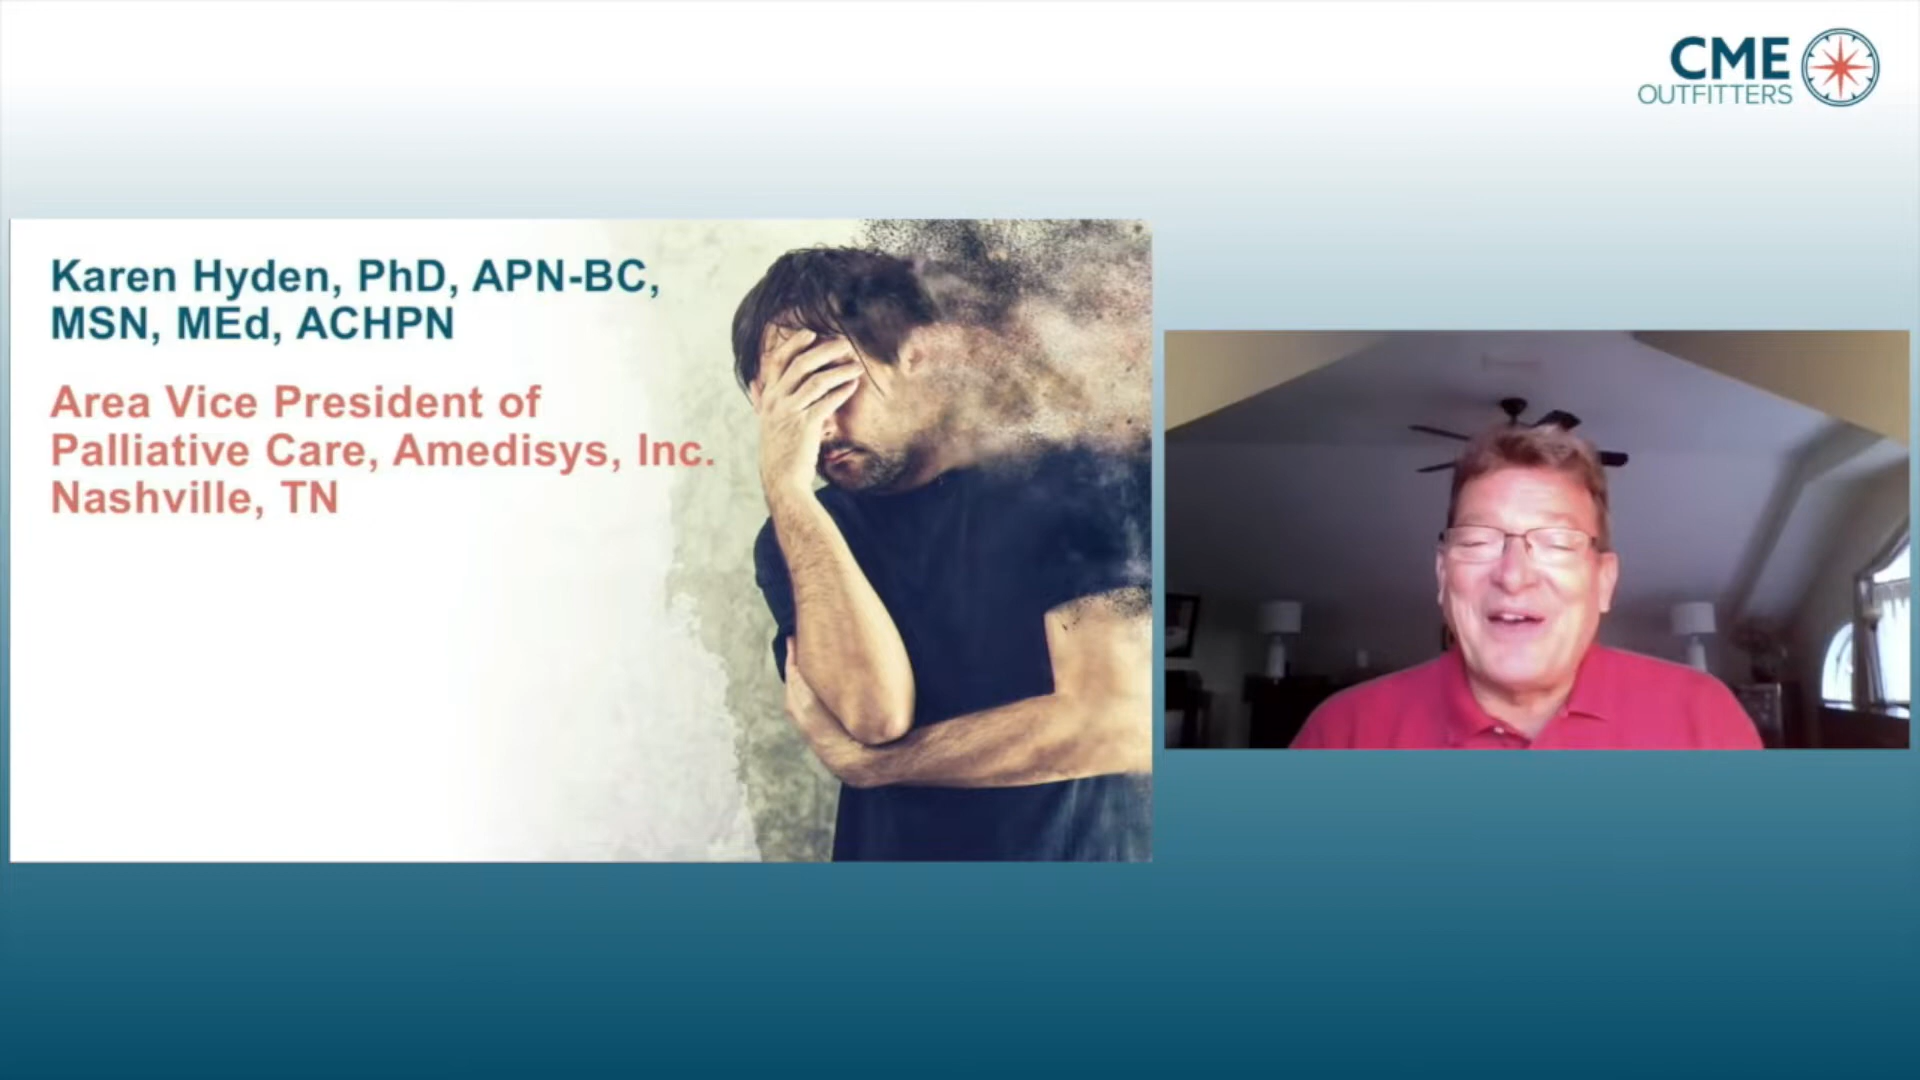 CME
OUTFITTERS
Karen Hyden, PhD, APN-BC,
MSN, MEd, ACHPN
Area Vice President of
Palliative Care, Amedisys, Inc.
Nashville, TN